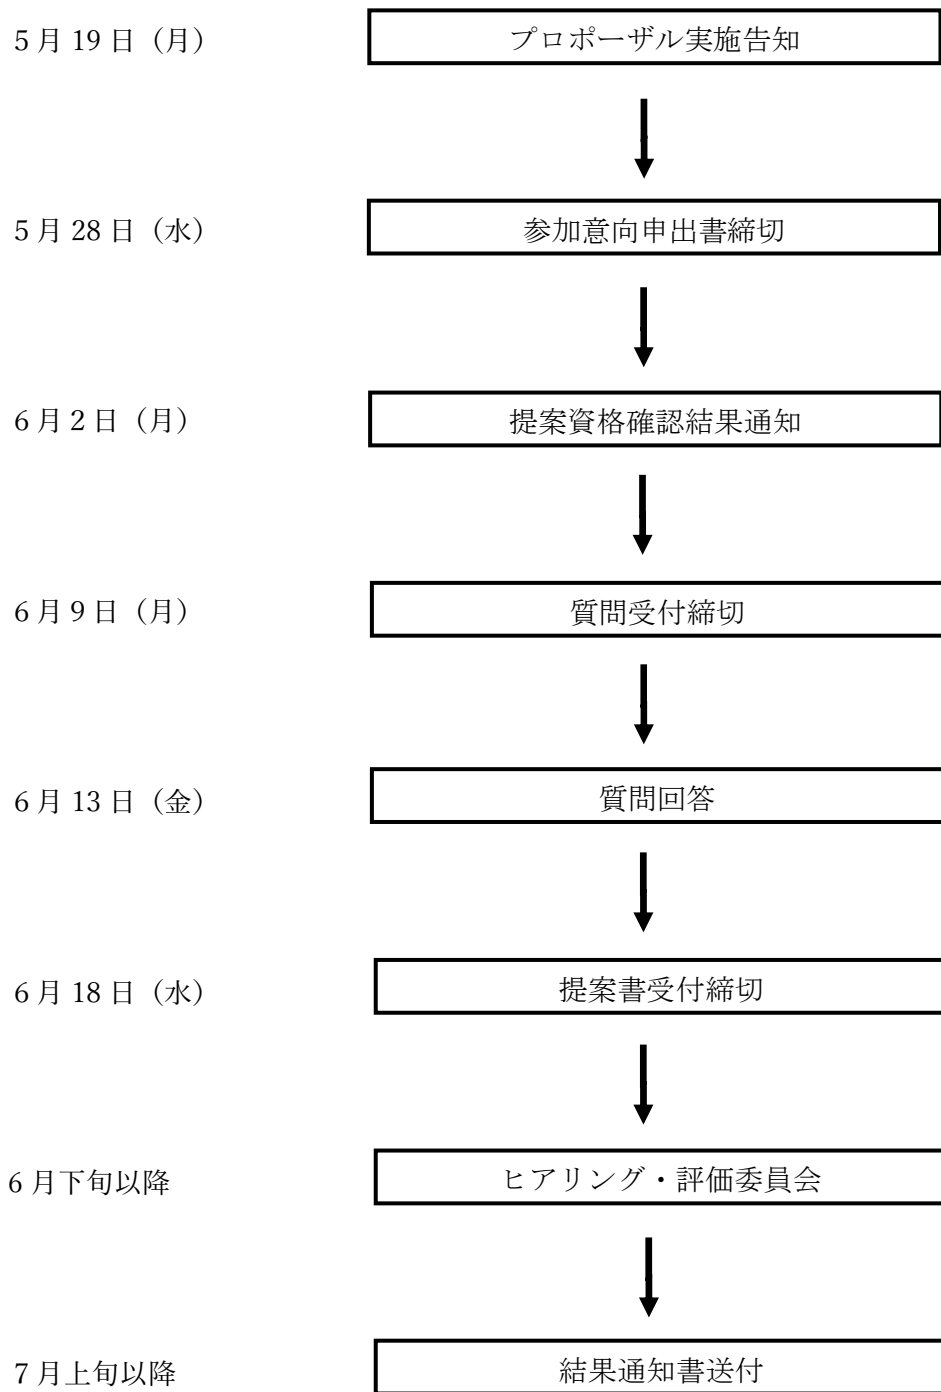 5月19日（月）
プロポーザル実施告知
5月28日（水）
参加意向申出書締切
6月2日（月）
提案資格確認結果通知
6月9日（月）
質問受付締切
6月13日（金）
質問回答
6月18日（水）
提案書受付締切
6月下旬以降
ヒアリング・評価委員会
7月上旬以降
結果通知書送付